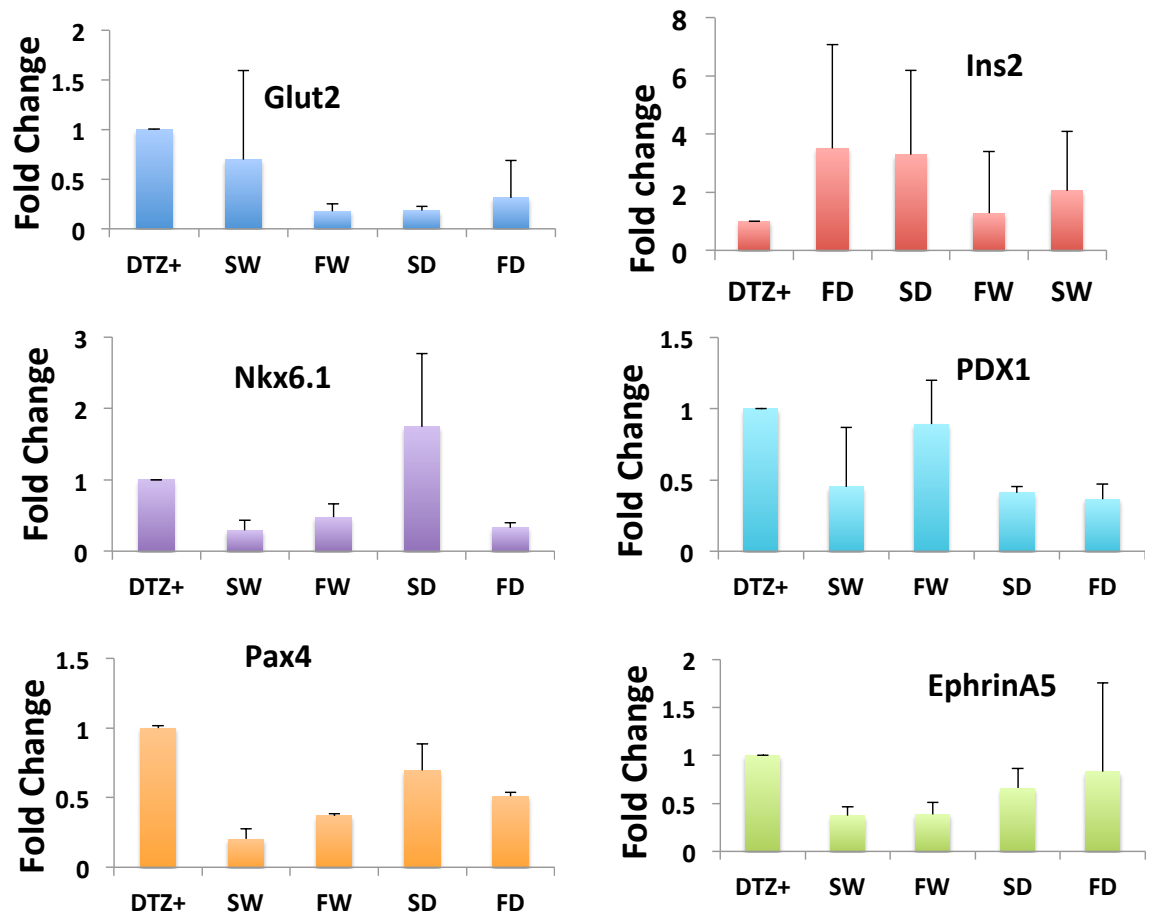 Glut2
Fold Change
2
1.5
1
0.5
0
DTZ+ SW FW SD FD
Ins2
Fold change
8
6
4
2
0
DTZ+ FD SD FW SW
Nkx6.1
Fold Change
3
2
1
0
DTZ+ SW FW SD FD
PDX1
Fold Change
1.5
1
0.5
0
DTZ+ SW FW SD FD
Pax4
Fold Change
1.5
1
0.5
0
DTZ+ SW FW SD FD
EphrinA5
Fold Change
2
1.5
1
0.5
0
DTZ+ SW FW SD FD